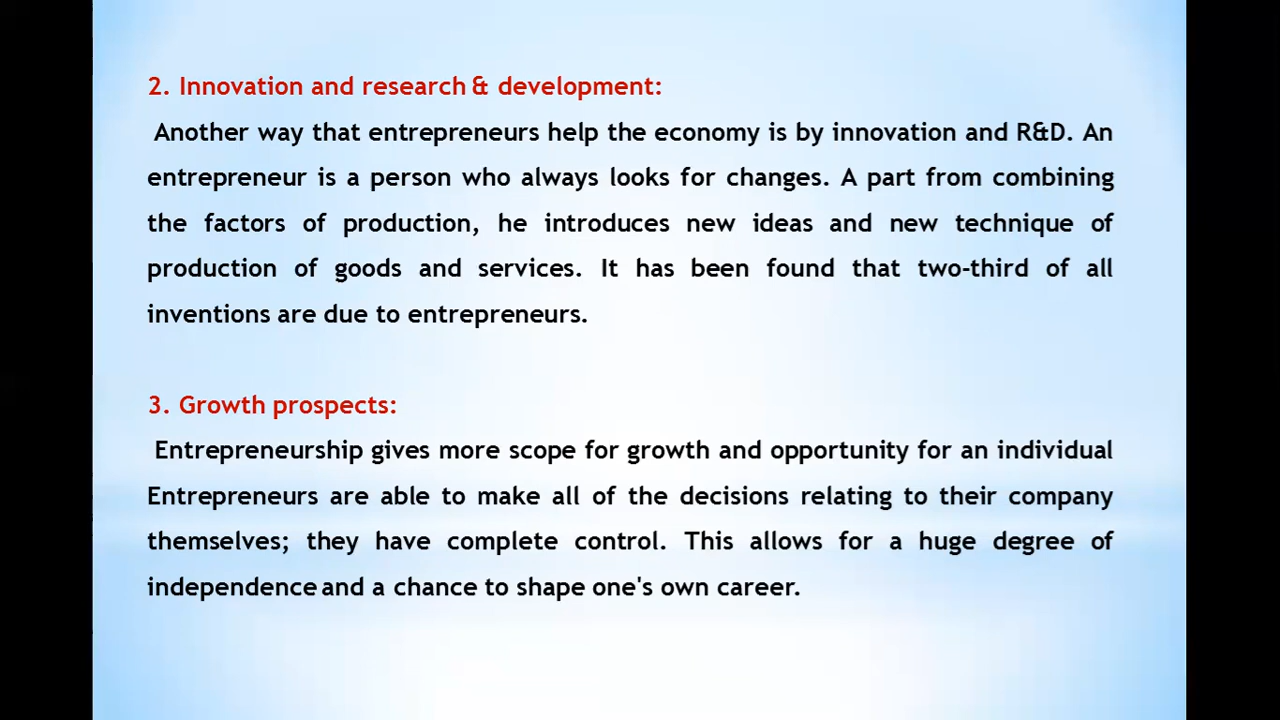 2. Innovation and research & development:
Another way that entrepreneurs help the economy is by innovation and R&D. An
entrepreneur is a person who always looks for changes. A part from combining
the factors of production, he introduces new ideas and new technique of
production of goods and services. It has been found that two-third of all
inventions are due to entrepreneurs.
3. Growth prospects:
Entrepreneurship gives more scope for growth and opportunity for an individual
Entrepreneurs are able to make all of the decisions relating to their company
themselves; they have complete control. This allows for a huge degree of
independence and a chance to shape one's own career.